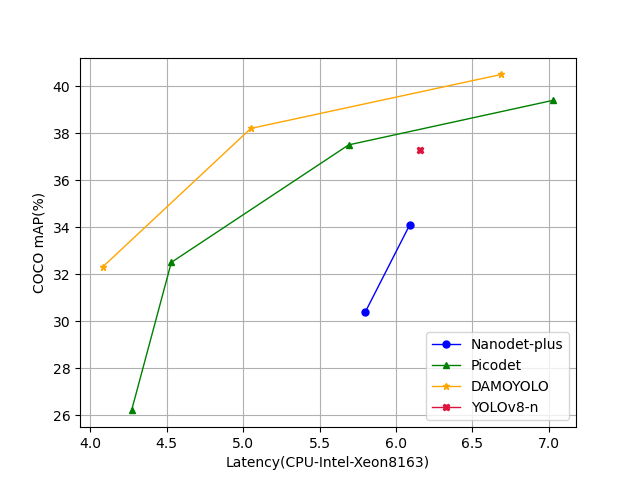 40
38
36
34
32
30
28
26
COCO mAP(%)
Nanodet-plus
Picodet
DAMOYOLO
YOLOv8-n
4.0 4.5 5.0 5.5 6.0 6.5 7.0
Latency(CPU-Intel-Xeon8163)